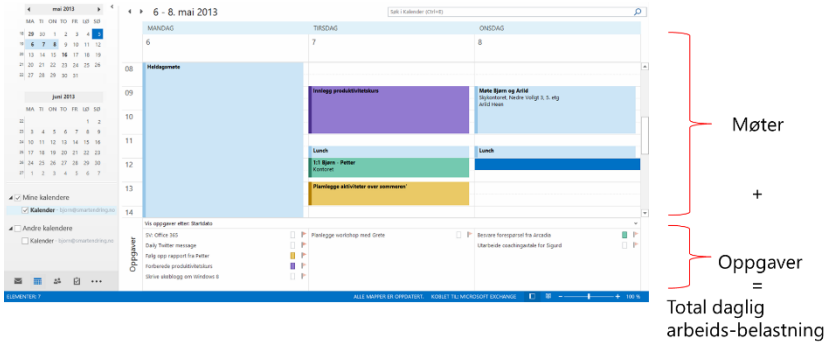 mai 2013
MA TI ON TO FR LØ SØ
18 29 30 1 2 3 4 5
19 6 7 8 9 10 11 12
20 13 14 15 16 17 18 19
21 20 21 22 23 24 25 26
22 27 28 29 30 31
juni 2013
MA TI ON TO FR LØ SØ
22 1 2
23 3 4 5 6 7 8 9
24 10 11 12 13 14 15 16
25 17 18 19 20 21 22 23
26 24 25 26 27 28 29 30
27 1 2 3 4 5 6 7
Mine kalendere
Kalender
Andre kalendere
Kalender
6 - 8. mai 2013
Søk i Kalender (Ctrl+E)
MANDAG TIRSDAG ONSDAG
6 7 8
08
09
10
11
12
13
14
Heldagsmøte
Innlegg produktivitetskurs
Lunch
1:1 Bjørn - Petter
Kontoret
Planlegge aktiviteter over sommeren'
Møte Bjørn og Arild
Skykontoret, Nedre Vollgt 3, 3. etg
Arild Haas
Lunch
Vis oppgaver etter: Startdato
Oppgaver
SV: Office 365
Daily Twitter message
Følg opp rapport fra Petter
Forberede produktivitetskurs
Skrive øleblogg om Windows 8
Planlegge workshop med Grete
Besvare forespørsel fra Arcadia
Utarbeide coachingavtale for Sigurd
ELEMENTER: 7
ALLE MAPPER ER OPPDATERT. KOBLET TIL: MICROSOFT EXCHANGE
100 %
Møter
+
Oppgaver
=
Total daglig
arbeids-belastning